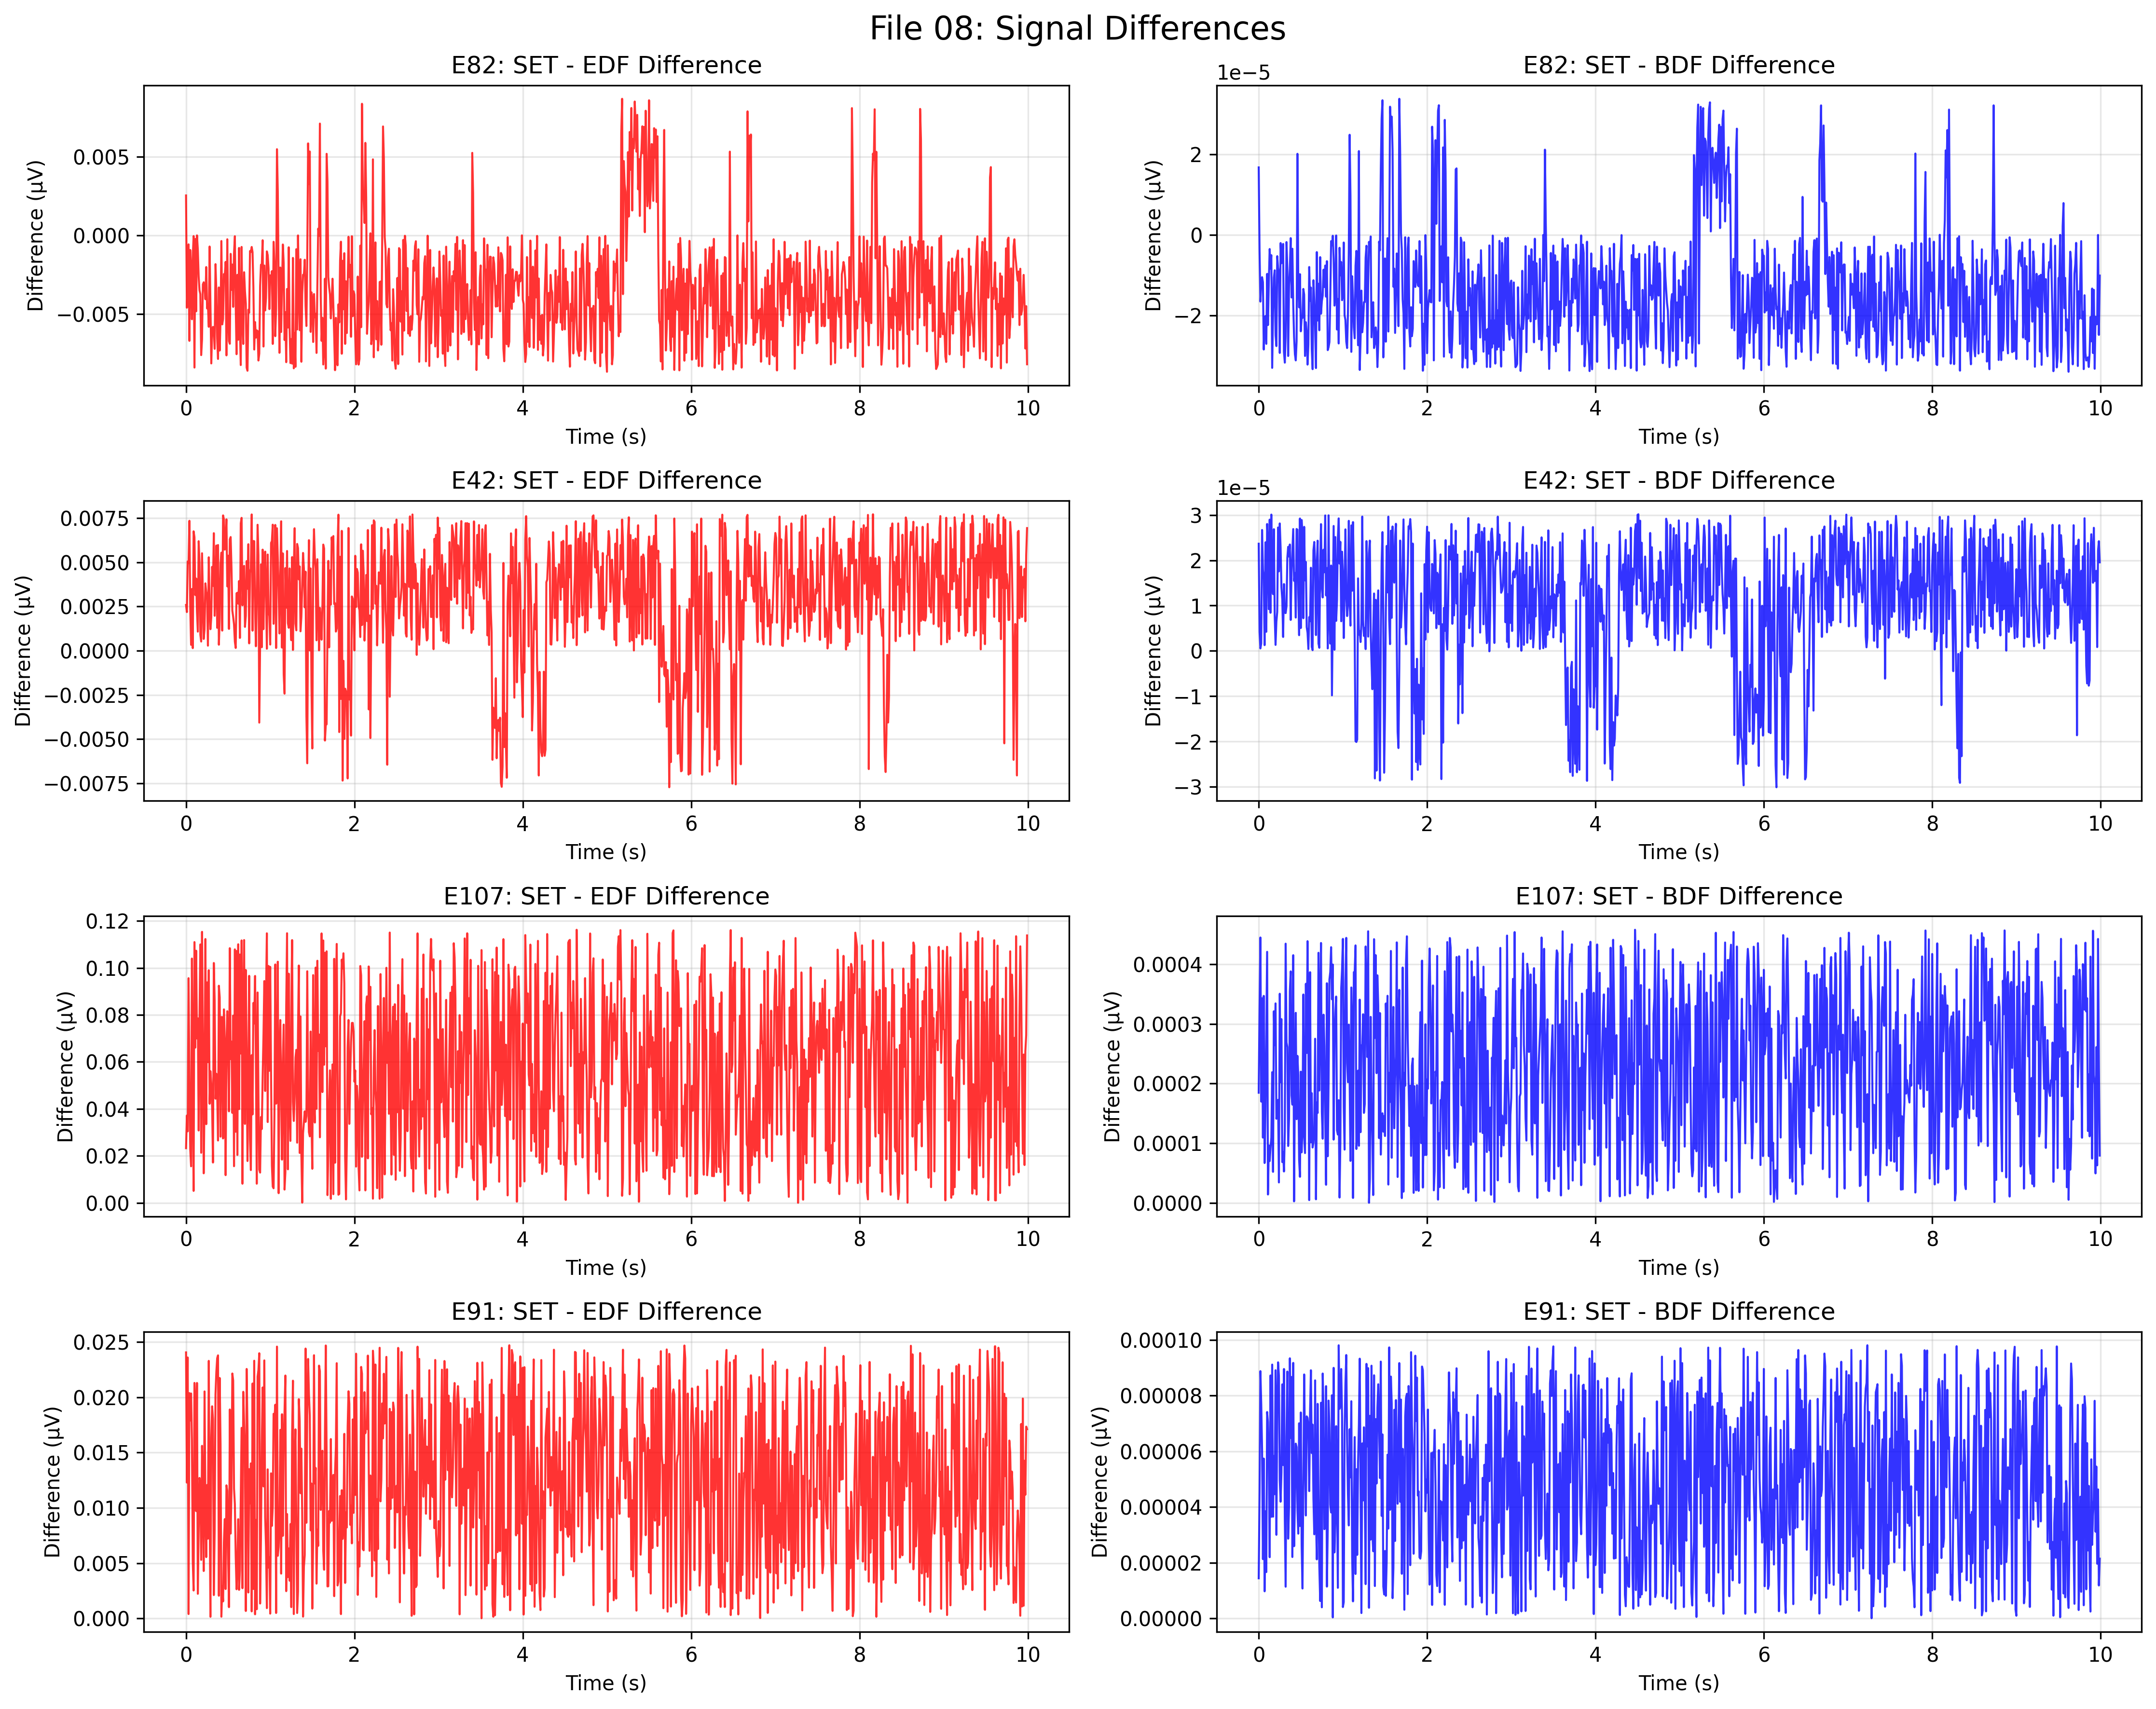 File 08: Signal Differences
E82: SET - EDF Difference
Difference (µV)
0.005
0.000
−0.005
0 2 4 6 8 10
Time (s)
E82: SET - BDF Difference
1e−5
Difference (µV)
2
0
−2
0 2 4 6 8 10
Time (s)
E42: SET - EDF Difference
Difference (µV)
0.0075
0.0050
0.0025
0.0000
−0.0025
−0.0050
−0.0075
0 2 4 6 8 10
Time (s)
E42: SET - BDF Difference
1e−5
Difference (µV)
3
2
1
0
−1
−2
−3
0 2 4 6 8 10
Time (s)
E107: SET - EDF Difference
Difference (µV)
0.12
0.10
0.08
0.06
0.04
0.02
0.00
0 2 4 6 8 10
Time (s)
E107: SET - BDF Difference
Difference (µV)
0.0004
0.0003
0.0002
0.0001
0.0000
0 2 4 6 8 10
Time (s)
E91: SET - EDF Difference
Difference (µV)
0.025
0.020
0.015
0.010
0.005
0.000
0 2 4 6 8 10
Time (s)
E91: SET - BDF Difference
Difference (µV)
0.00010
0.00008
0.00006
0.00004
0.00002
0.00000
0 2 4 6 8 10
Time (s)